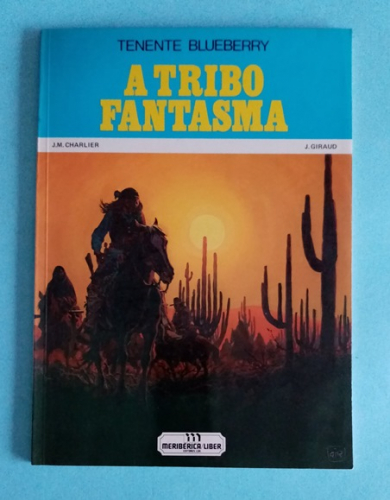 TENENTE BLUEBERRY
A TRIBO
FANTASMA
J.M. CHARLIER
J. GIRAUD
MERIBÉRICA/LIBER